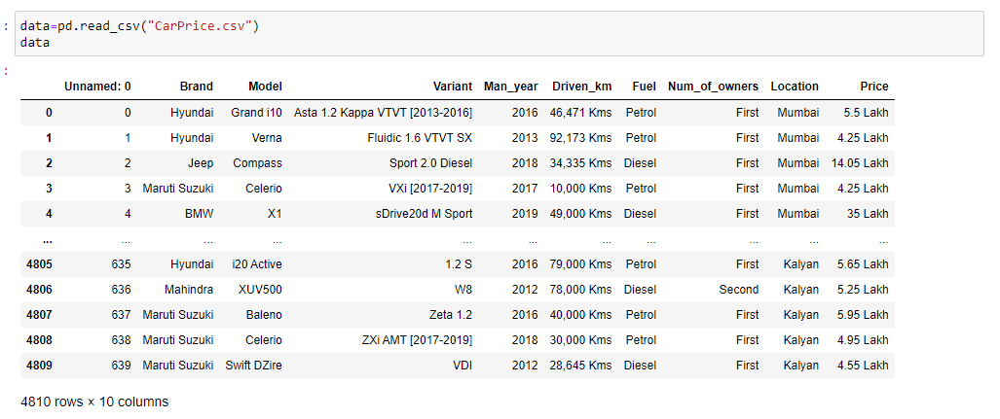 : data=pd.read_csv("CarPrice.csv")
data
:
Unnamed: 0 Brand Model Variant Man_year Driven_km Fuel Num_of_owners Location Price
0 0 Hyundai Grand i10 Asta 1.2 Kappa VTVT [2013-2016] 2016 46,471 Kms Petrol First Mumbai 5.5 Lakh
1 1 Hyundai Verna Fluidic 1.6 VTVT SX 2013 92,173 Kms Petrol First Mumbai 4.25 Lakh
2 2 Jeep Compass Sport 2.0 Diesel 2018 34,335 Kms Diesel First Mumbai 14.05 Lakh
3 3 Maruti Suzuki Celerio VXi [2017-2019] 2017 10,000 Kms Petrol First Mumbai 4.25 Lakh
4 4 BMW X1 sDrive20d M Sport 2019 49,000 Kms Diesel First Mumbai 35 Lakh
... ... ... ... ... ... ... ... ... ... ...
4805 635 Hyundai i20 Active 1.2 S 2016 79,000 Kms Petrol First Kalyan 5.65 Lakh
4806 636 Mahindra XUV500 W8 2012 78,000 Kms Diesel Second Kalyan 5.25 Lakh
4807 637 Maruti Suzuki Baleno Zeta 1.2 2016 40,000 Kms Petrol First Kalyan 5.95 Lakh
4808 638 Maruti Suzuki Celerio ZXi AMT [2017-2019] 2018 30,000 Kms Petrol First Kalyan 4.95 Lakh
4809 639 Maruti Suzuki Swift DZire VDI 2012 28,645 Kms Diesel First Kalyan 4.55 Lakh
4810 rows × 10 columns